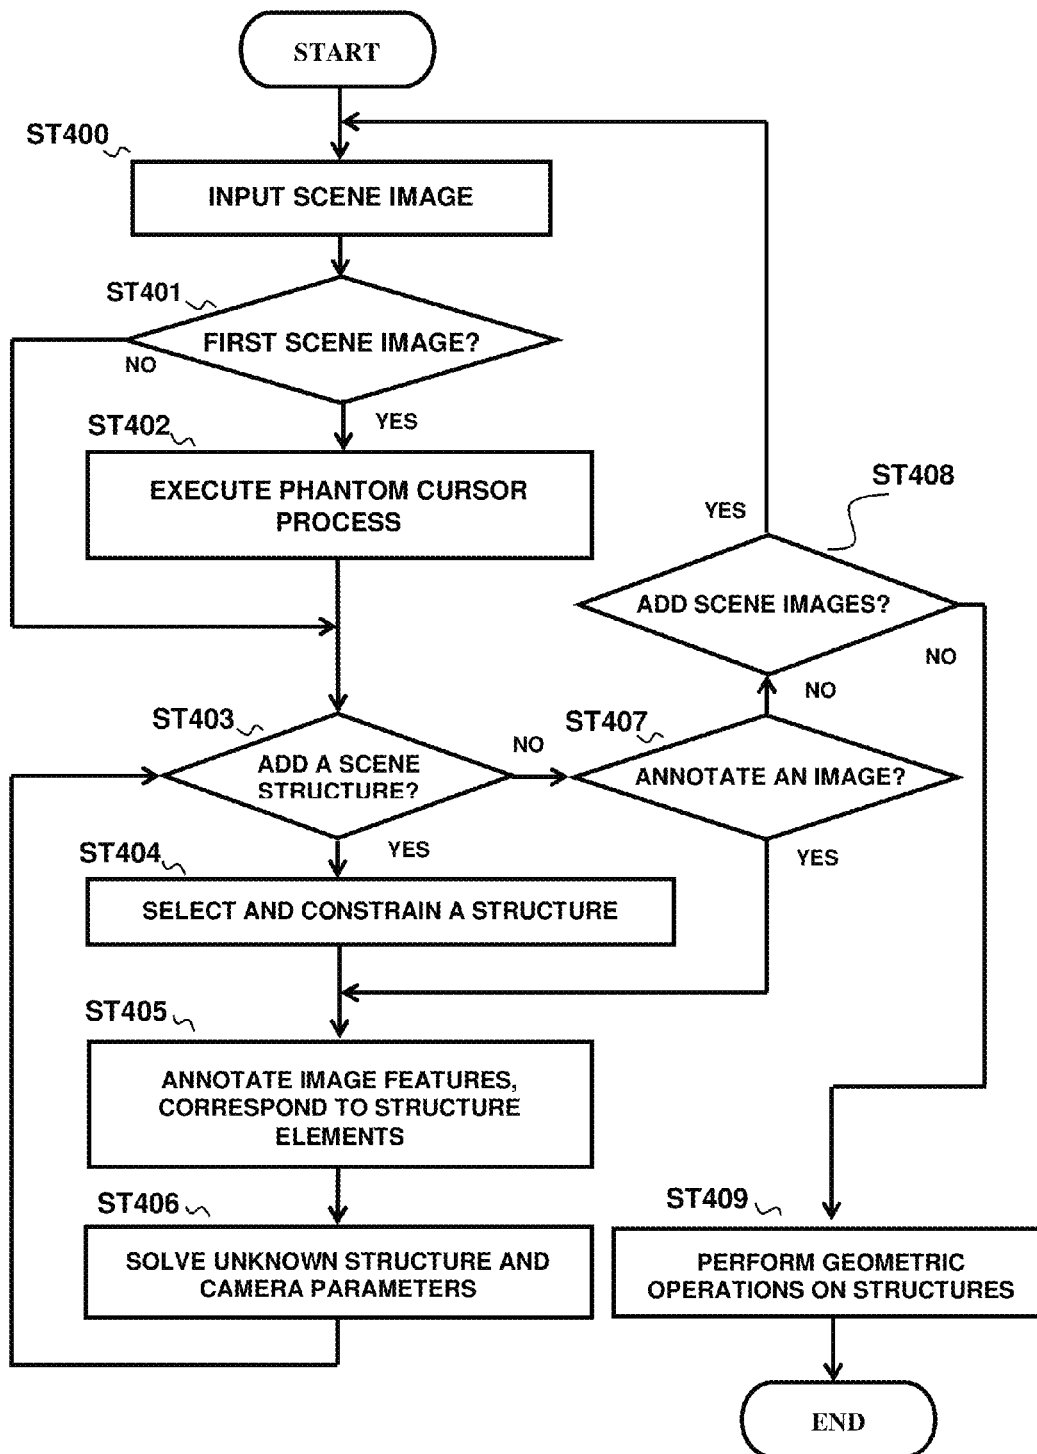 START
ST400
INPUT SCENE IMAGE
ST401
FIRST SCENE IMAGE?
NO
YES
ST402
EXECUTE PHANTOM CURSOR
PROCESS
ST408
YES
ADD SCENE IMAGES?
NO
NO
ST403
ST407
NO
ADD A SCENE
STRUCTURE?
ANNOTATE AN IMAGE?
YES
YES
ST404
SELECT AND CONSTRAIN A STRUCTURE
ST405
ANNOTATE IMAGE FEATURES,
CORRESPOND TO STRUCTURE
ELEMENTS
ST406
SOLVE UNKNOWN STRUCTURE AND
CAMERA PARAMETERS
ST409
PERFORM GEOMETRIC
OPERATIONS ON STRUCTURES
END